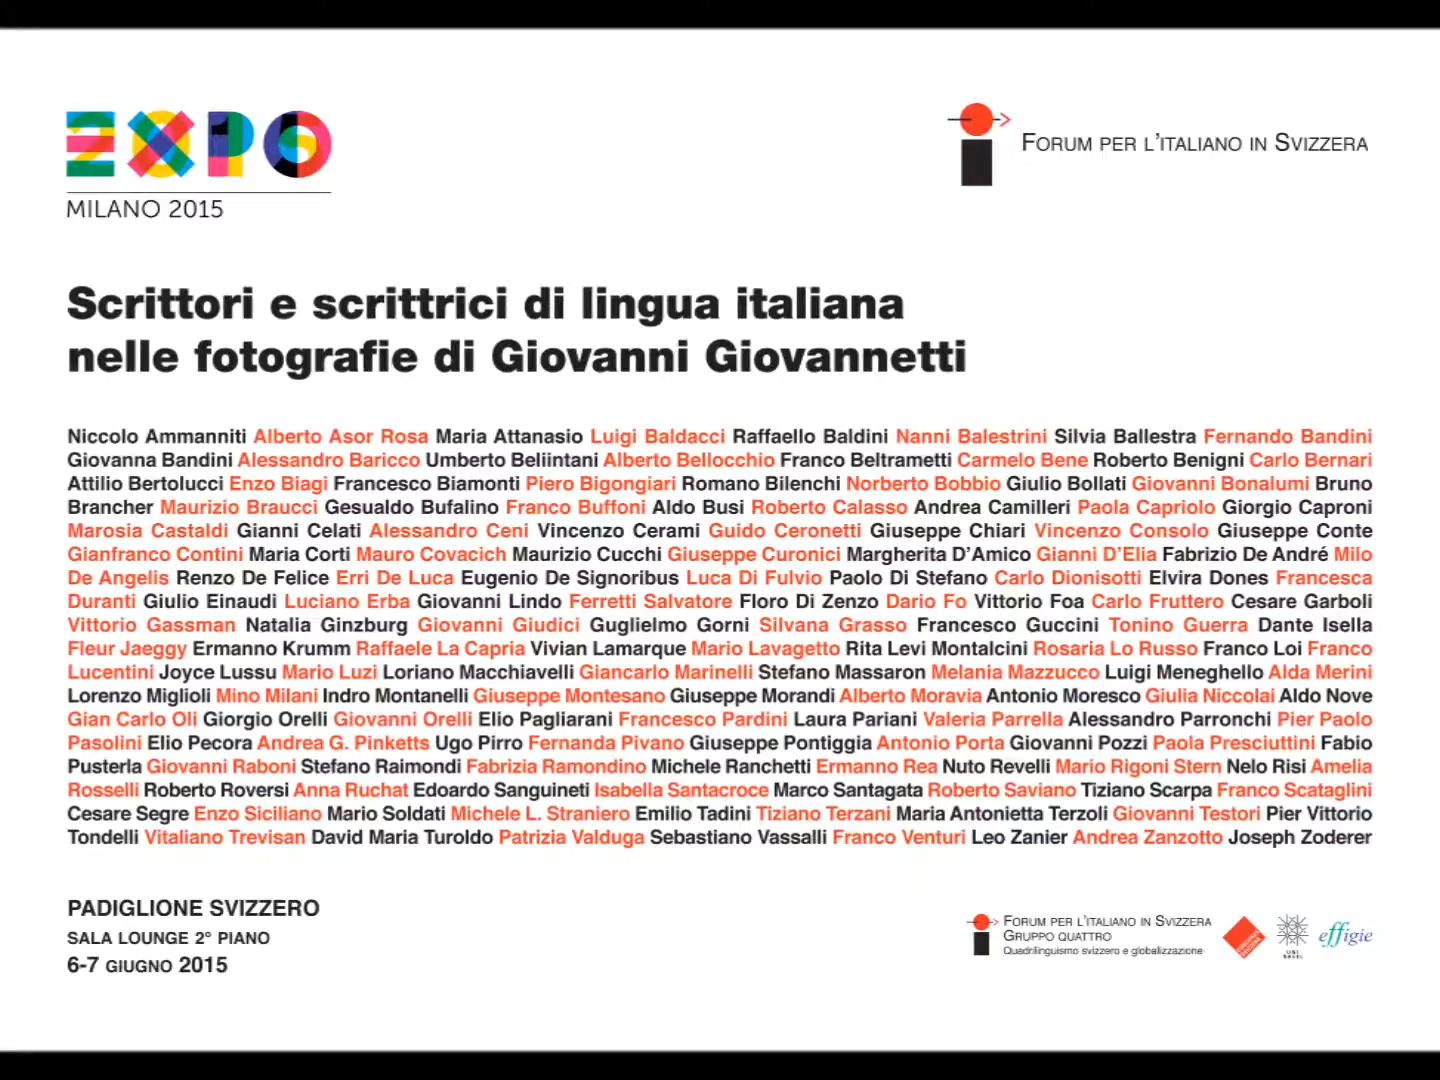 EXPO
MILANO 2015
FORUM PER L'ITALIANO IN SVIZZERA
Scrittori e scrittrici di lingua italiana
nelle fotografie di Giovanni Giovannetti
Niccolo Ammanniti Alberto Asor Rosa Maria Attanasio Luigi Baldacci Raffaello Baldini Nanni Balestrini Silvia Ballestra Fernando Bandini
Giovanna Bandini Alessandro Baricco Umberto Beliintani Alberto Bellocchio Franco Beltrametti Carmelo Bene Roberto Benigni Carlo Bernari
Attilio Bertolucci Enzo Biagi Francesco Biamonti Piero Bigongiari Romano Bilenchi Norberto Bobbio Giulio Bollati Giovanni Bonalumi Bruno
Brancher Maurizio Braucci Gesualdo Bufalino Franco Buffoni Aldo Busi Roberto Calasso Andrea Camilleri Paola Capriolo Giorgio Caproni
Marosia Castaldi Gianni Celati Alessandro Ceni Vincenzo Cerami Guido Ceronetti Giuseppe Chiari Vincenzo Consolo Giuseppe Conte
Gianfranco Contini Maria Corti Mauro Covacich Maurizio Cucchi Giuseppe Curonici Margherita D'Amico Gianni D'Elia Fabrizio De André Milo
De Angelis Renzo De Felice Erri De Luca Eugenio De Signoribus Luca Di Fulvio Paolo Di Stefano Carlo Dionisotti Elvira Dones Francesca
Duranti Giulio Einaudi Luciano Erba Giovanni Lindo Ferretti Salvatore Floro Di Zenzo Dario Fo Vittorio Foa Carlo Fruttero Cesare Garboli
Vittorio Gassman Natalia Ginzburg Giovanni Giudici Guglielmo Gorni Silvana Grasso Francesco Guccini Tonino Guerra Dante Isella
Fleur Jaeggy Ermanno Krumm Raffaele La Capria Vivian Lamarque Mario Lavagetto Rita Levi Montalcini Rosaria Lo Russo Franco Loi Franco
Lucentini Joyce Lussu Mario Luzi Loriano Macchiavelli Giancarlo Marinelli Stefano Massaron Melania Mazzucco Luigi Meneghello Alda Merini
Lorenzo Miglioli Mino Milani Indro Montanelli Giuseppe Montesano Giuseppe Morandi Alberto Moravia Antonio Moresco Giulia Niccolai Aldo Nove
Gian Carlo Oli Giorgio Orelli Giovanni Orelli Elio Pagliarani Francesco Pardini Laura Pariani Valeria Parrella Alessandro Parronchi Pier Paolo
Pasolini Elio Pecora Andrea G. Pinketts Ugo Pirro Fernanda Pivano Giuseppe Pontiggia Antonio Porta Giovanni Pozzi Paola Presciuttini Fabio
Pusterla Giovanni Raboni Stefano Raimondi Fabrizia Ramondino Michele Ranchetti Ermanno Rea Nuto Revelli Mario Rigoni Stern Nelo Risi Amelia
Rosselli Roberto Roversi Anna Ruchat Edoardo Sanguineti Isabella Santacroce Marco Santagata Roberto Saviano Tiziano Scarpa Franco Scataglini
Cesare Segre Enzo Siciliano Mario Soldati Michele L. Straniero Emilio Tadini Tiziano Terzani Maria Antonietta Terzoli Giovanni Testori Pier Vittorio
Tondelli Vitaliano Trevisan David Maria Turoldo Patrizia Valduga Sebastiano Vassalli Franco Venturi Leo Zanier Andrea Zanzotto Joseph Zoderer
PADIGLIONE SVIZZERO
SALA LOUNGE 2° PIANO
6-7 GIUGNO 2015
FORUM PER L'ITALIANO IN SVIZZERA
GRUPPO QUATTRO
Quadrilinguismo svizzero e globalizzazione
UNI
BASEL
effigie